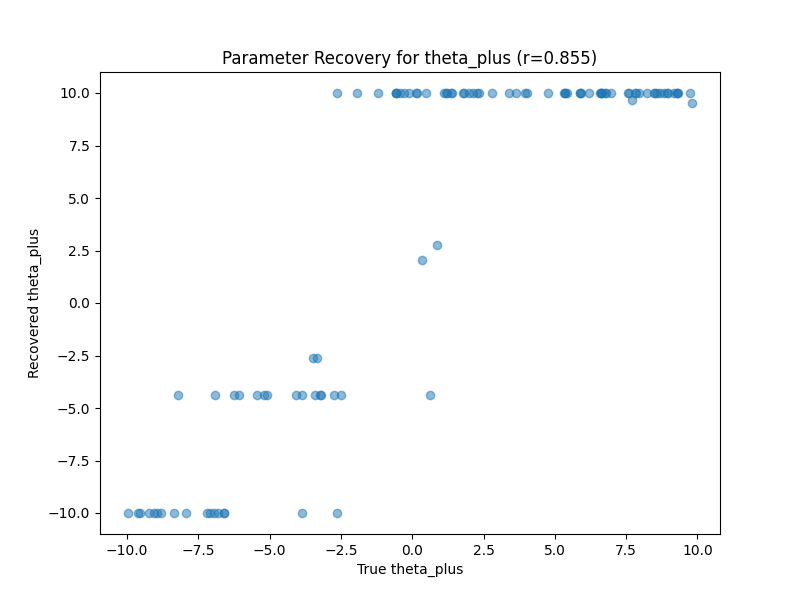 Parameter Recovery for theta_plus (r=0.855)
10.0
7.5
5.0
2.5
0.0
−2.5
−5.0
−7.5
−10.0
Recovered theta_plus
−10.0 −7.5 −5.0 −2.5 0.0 2.5 5.0 7.5 10.0
True theta_plus